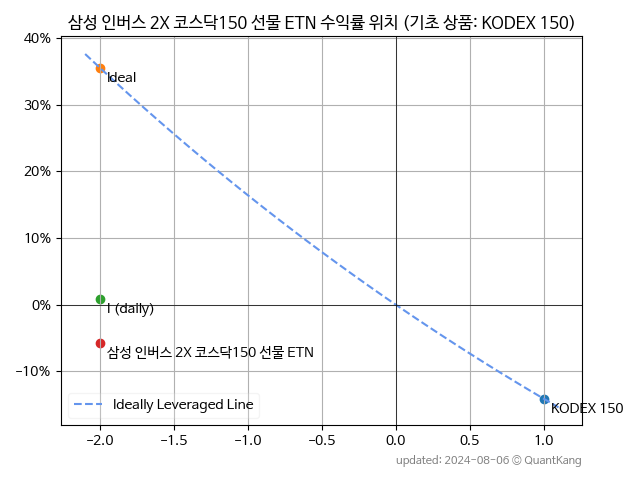 삼성 인버스 2X 코스닥150 선물 ETN 수익률 위치 (기초 상품: KODEX 150)
40%
Ideal
30%
20%
10%
0%
I (daily)
삼성 인버스 2X 코스닥150 선물 ETN
−10%
Ideally Leveraged Line
KODEX 150
−2.0 −1.5 −1.0 −0.5 0.0 0.5 1.0
updated: 2024-08-06 © QuantKang